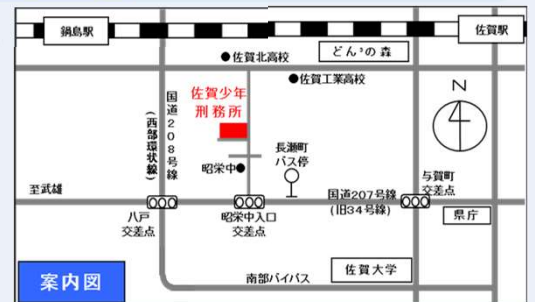 鍋島駅
佐賀駅
●佐賀北高校
どん³の森
●佐賀工業高校
佐賀少年
刑務所
国道208号線
(西部環状線)
N
長瀬町
バス停
昭栄中●
至武雄
国道207号線
(旧34号線)
与賀町
交差点
八戸
交差点
昭栄中入口
交差点
県庁
案内図
南部バイパス
佐賀大学